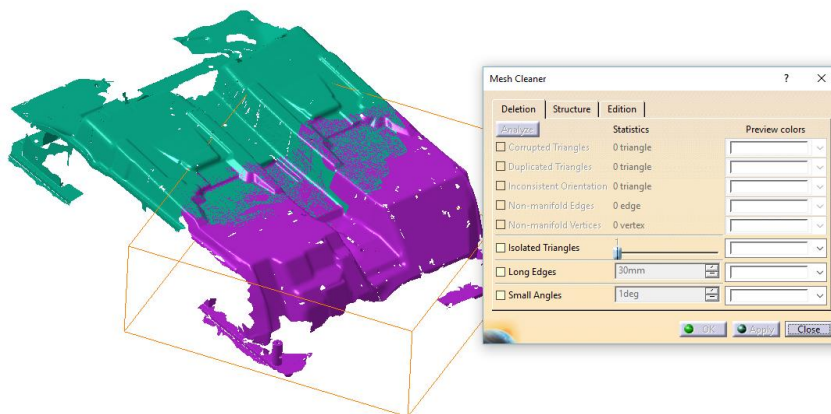 Mesh Cleaner ? X
Deletion Structure Edition
Analyze Statistics Preview colors
Corrupted Triangles 0 triangle
Duplicated Triangles 0 triangle
Inconsistent Orientation 0 triangle
Non-manifold Edges 0 edge
Non-manifold Vertices 0 vertex
Isolated Triangles 1
Long Edges 30mm
Small Angles 1deg
OK Apply Close